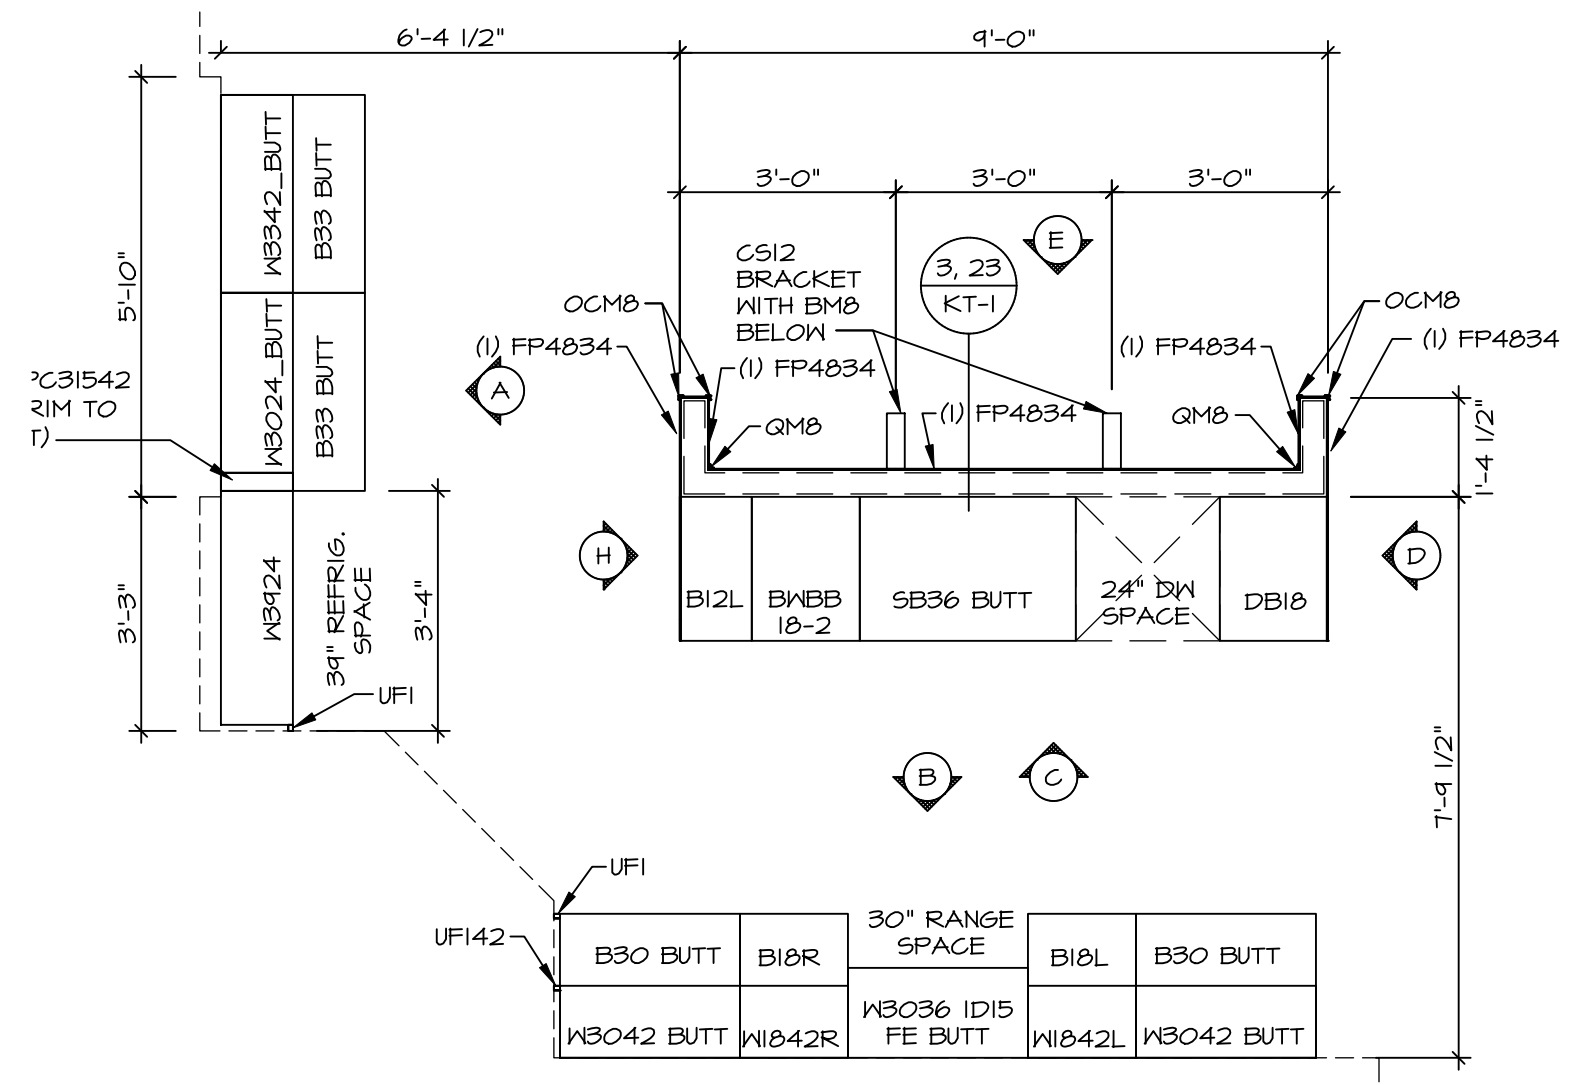 6'-4 1/2"
9'-0"
3'-0"
3'-0"
3'-0"
5'-10"
W3342_BUTT
B33 BUTT
W3024_BUTT
B33 BUTT
E
3, 23
KT-1
CS12
BRACKET
WITH BM8
BELOW
OCM8
(1) FP4834
(1) FP4834
OCM8
(1) FP4834
(1) FP4834
A
PC31542
RIM TO
T)
QM8
(1) FP4834
QM8
1'-4 1/2"
3'-3"
W3924
39" REFRIG.
SPACE
3'-4"
UF1
H
D
B12L
BWBB
18-2
SB36 BUTT
24" DW
SPACE
DB18
B
C
7'-9 1/2"
UF1
UF142
B30 BUTT
B18R
30" RANGE
SPACE
B18L
B30 BUTT
W3042 BUTT
W1842R
W3036 1D15
FE BUTT
W1842L
W3042 BUTT